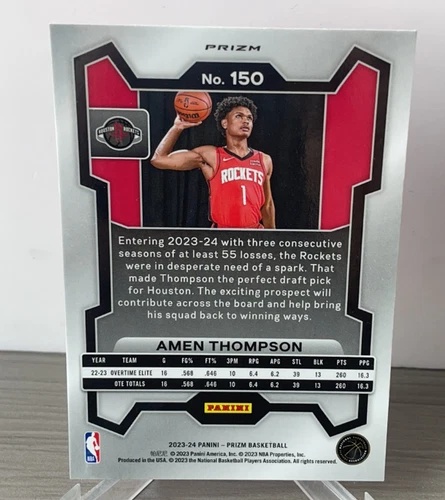 PRIZM
No. 150
HOUSTON ROCKETS
ROCKETS
1
Entering 2023-24 with three consecutive
seasons of at least 55 losses, the Rockets
were in desperate need of a spark. That
made Thompson the perfect draft pick
for Houston. The exciting prospect will
contribute across the board and help bring
his squad back to winning ways.
AMEN THOMPSON
YEAR TEAM G FG% FT% 3PM RPG APG STL BLK PTS PPG
22-23 OVERTIME ELITE 16 .568 .646 10 6.4 6.2 39 13 260 16.3
OTE TOTALS 16 .568 .646 10 6.4 6.2 39 13 260 16.3
PANINI
2023-24 PANINI – PRIZM BASKETBALL
© 2023 Panini America, Inc. © 2023 NBA Properties, Inc.
Produced in the USA. © 2023 the National Basketball Players Association. All rights reserved.
NBA